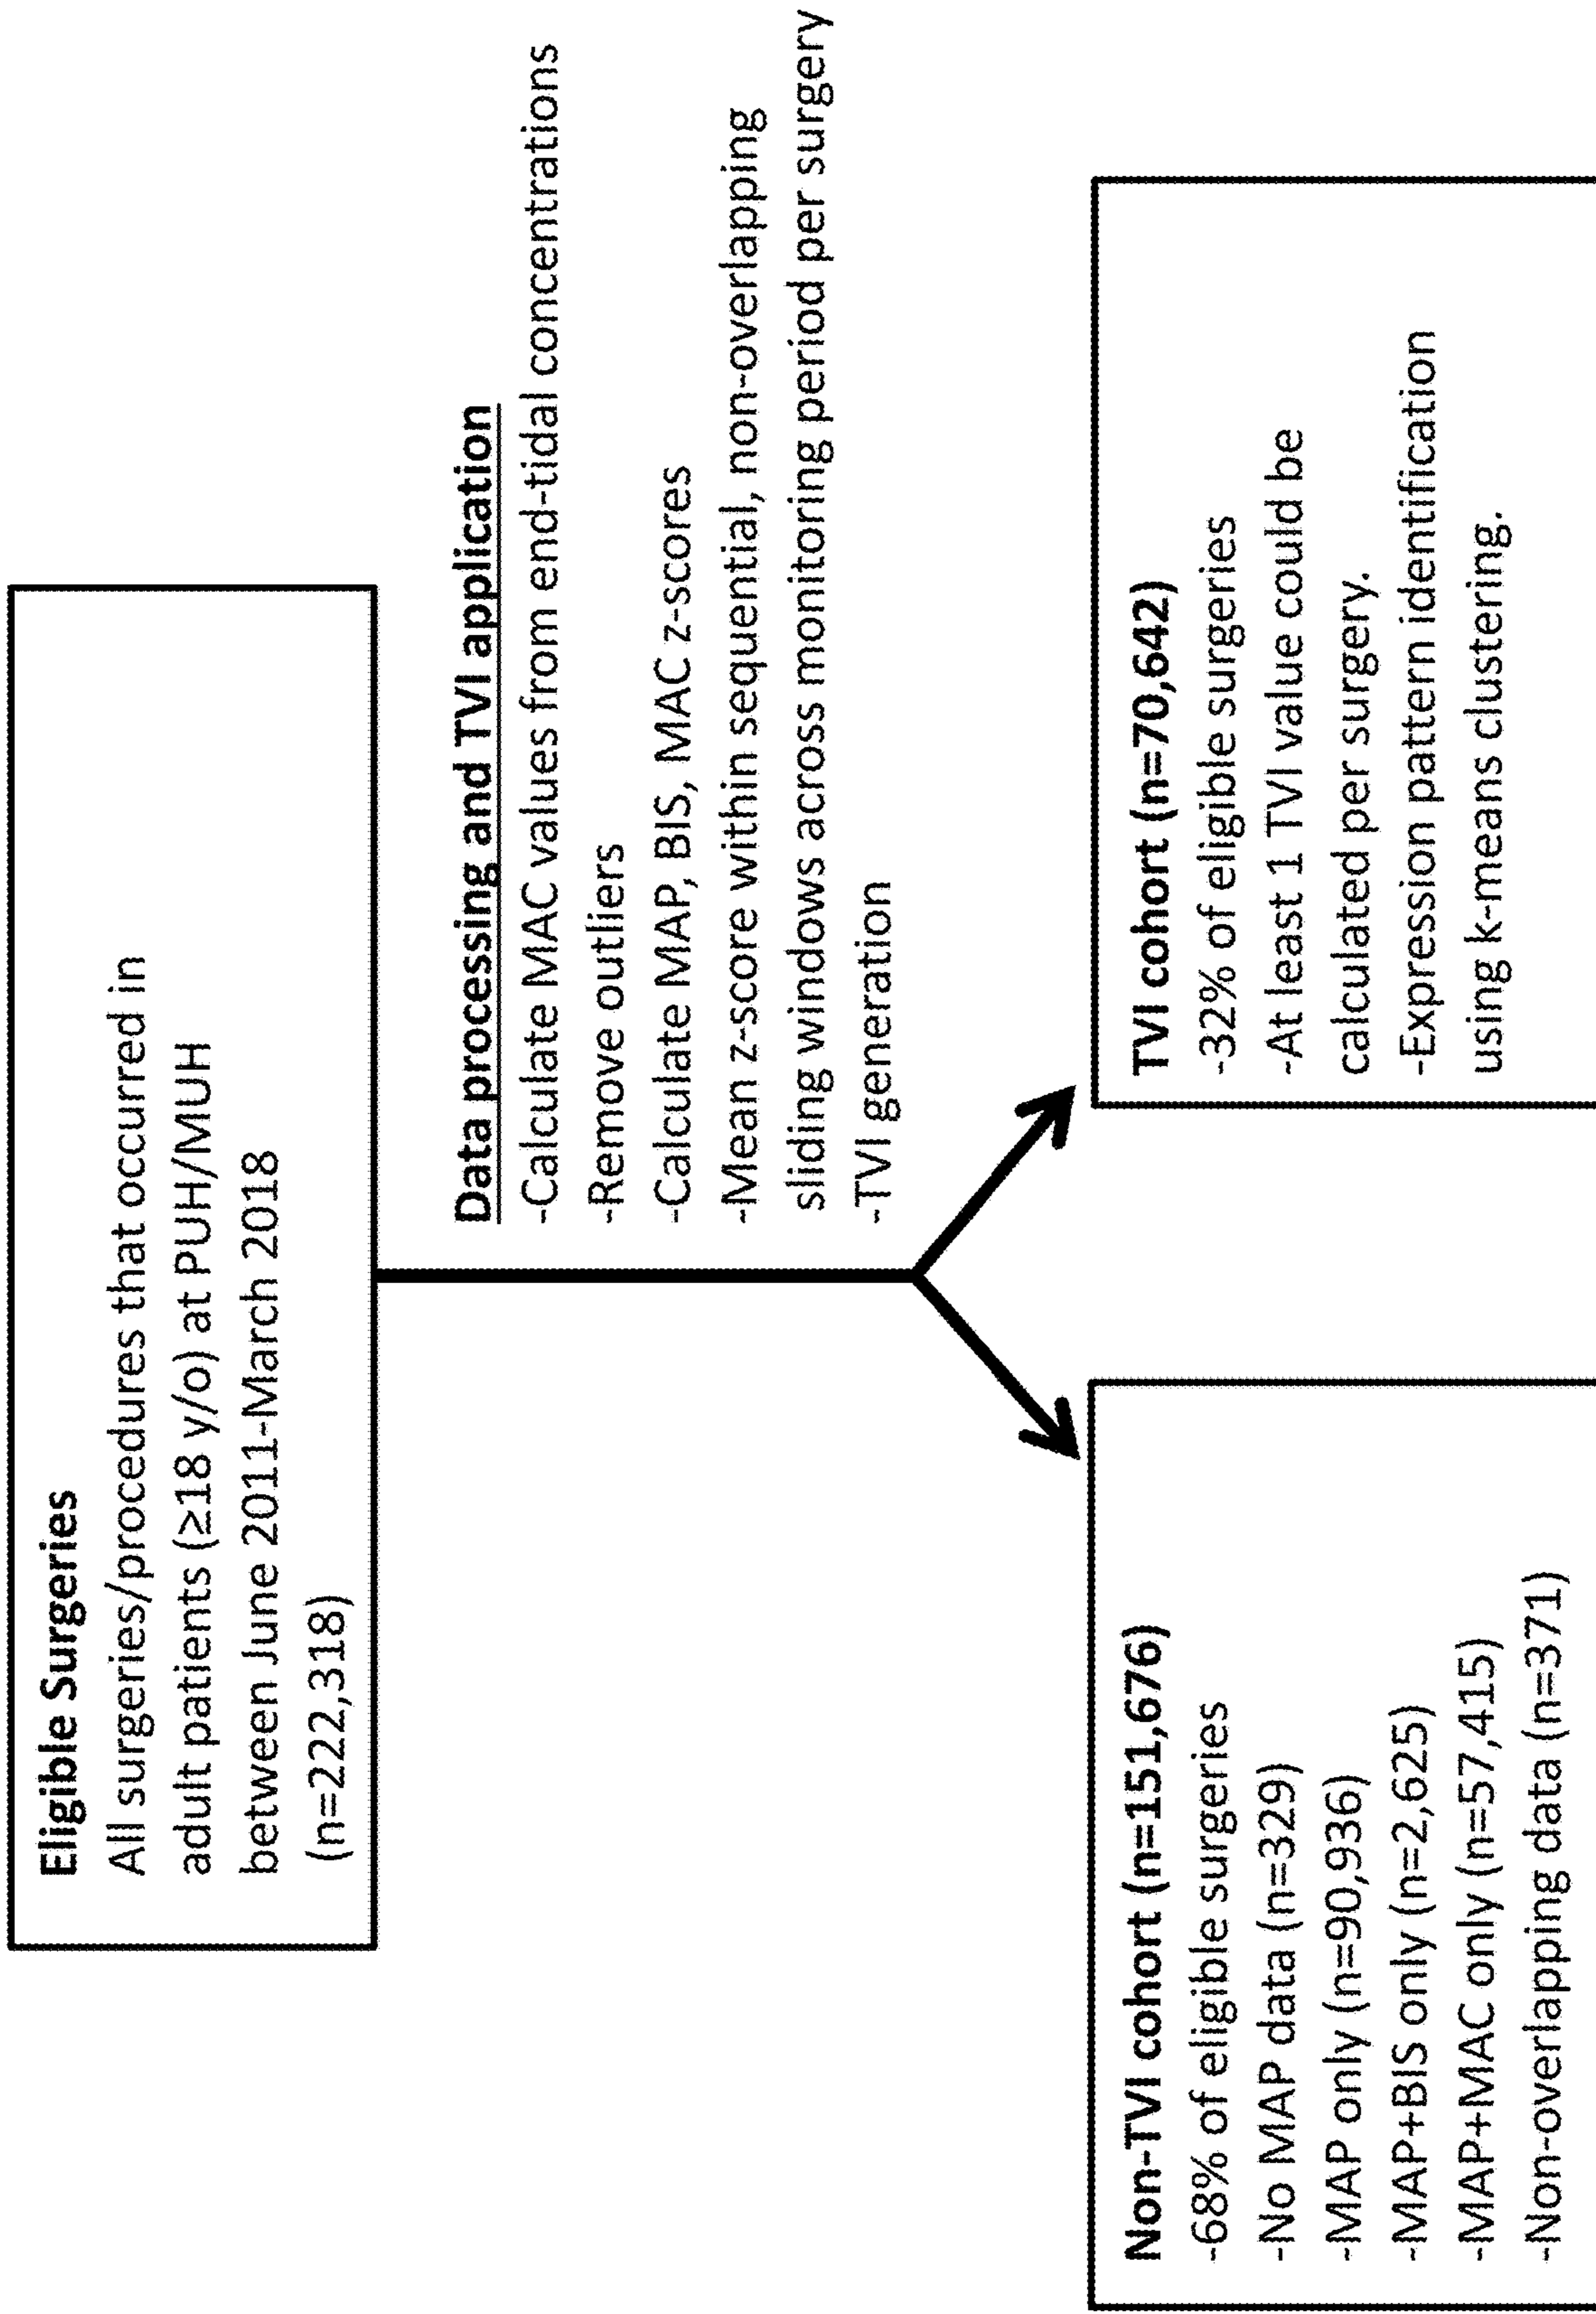 Eligible Surgeries
All surgeries/procedures that occurred in
adult patients (≥18 y/o) at PUH/MUH
between June 2011-March 2018
(n=222,318)
Data processing and TVI application
-Calculate MAC values from end-tidal concentrations
-Remove outliers
-Calculate MAP, BIS, MAC z-scores
-Mean z-score within sequential, non-overlapping
sliding windows across monitoring period per surgery
-TVI generation
Non-TVI cohort (n=151,676)
-68% of eligible surgeries
-No MAP data (n=329)
-MAP only (n=90,936)
-MAP+BIS only (n=2,625)
-MAP+MAC only (n=57,415)
-Non-overlapping data (n=371)
TVI cohort (n=70,642)
-32% of eligible surgeries
-At least 1 TVI value could be
calculated per surgery.
-Expression pattern identification
using k-means clustering.